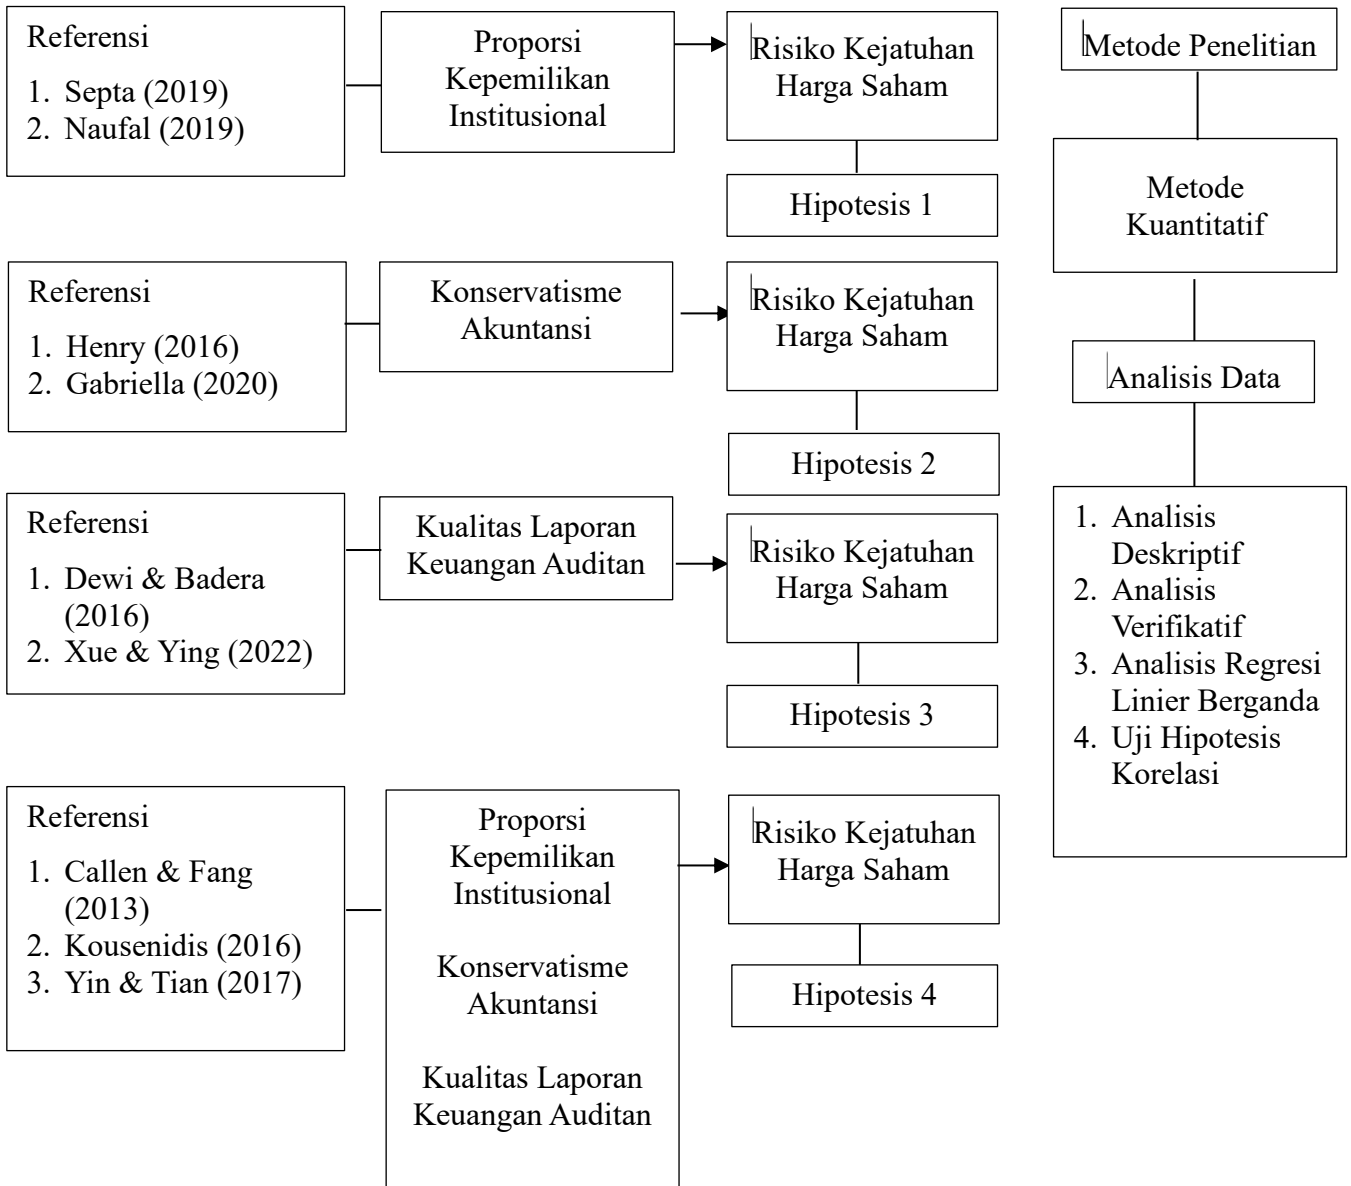 Referensi
1. Septa (2019)
2. Naufal (2019)
Proporsi
Kepemilikan
Institusional
Risiko Kejatuhan
Harga Saham
Hipotesis 1
Referensi
1. Henry (2016)
2. Gabriella (2020)
Konservatisme
Akuntansi
Risiko Kejatuhan
Harga Saham
Hipotesis 2
Referensi
1. Dewi & Badera
(2016)
2. Xue & Ying (2022)
Kualitas Laporan
Keuangan Auditan
Risiko Kejatuhan
Harga Saham
Hipotesis 3
Referensi
1. Callen & Fang
(2013)
2. Kousenidis (2016)
3. Yin & Tian (2017)
Proporsi
Kepemilikan
Institusional
Konservatisme
Akuntansi
Kualitas Laporan
Keuangan Auditan
Risiko Kejatuhan
Harga Saham
Hipotesis 4
Metode Penelitian
Metode
Kuantitatif
Analisis Data
1. Analisis
Deskriptif
2. Analisis
Verifikatif
3. Analisis Regresi
Linier Berganda
4. Uji Hipotesis
Korelasi